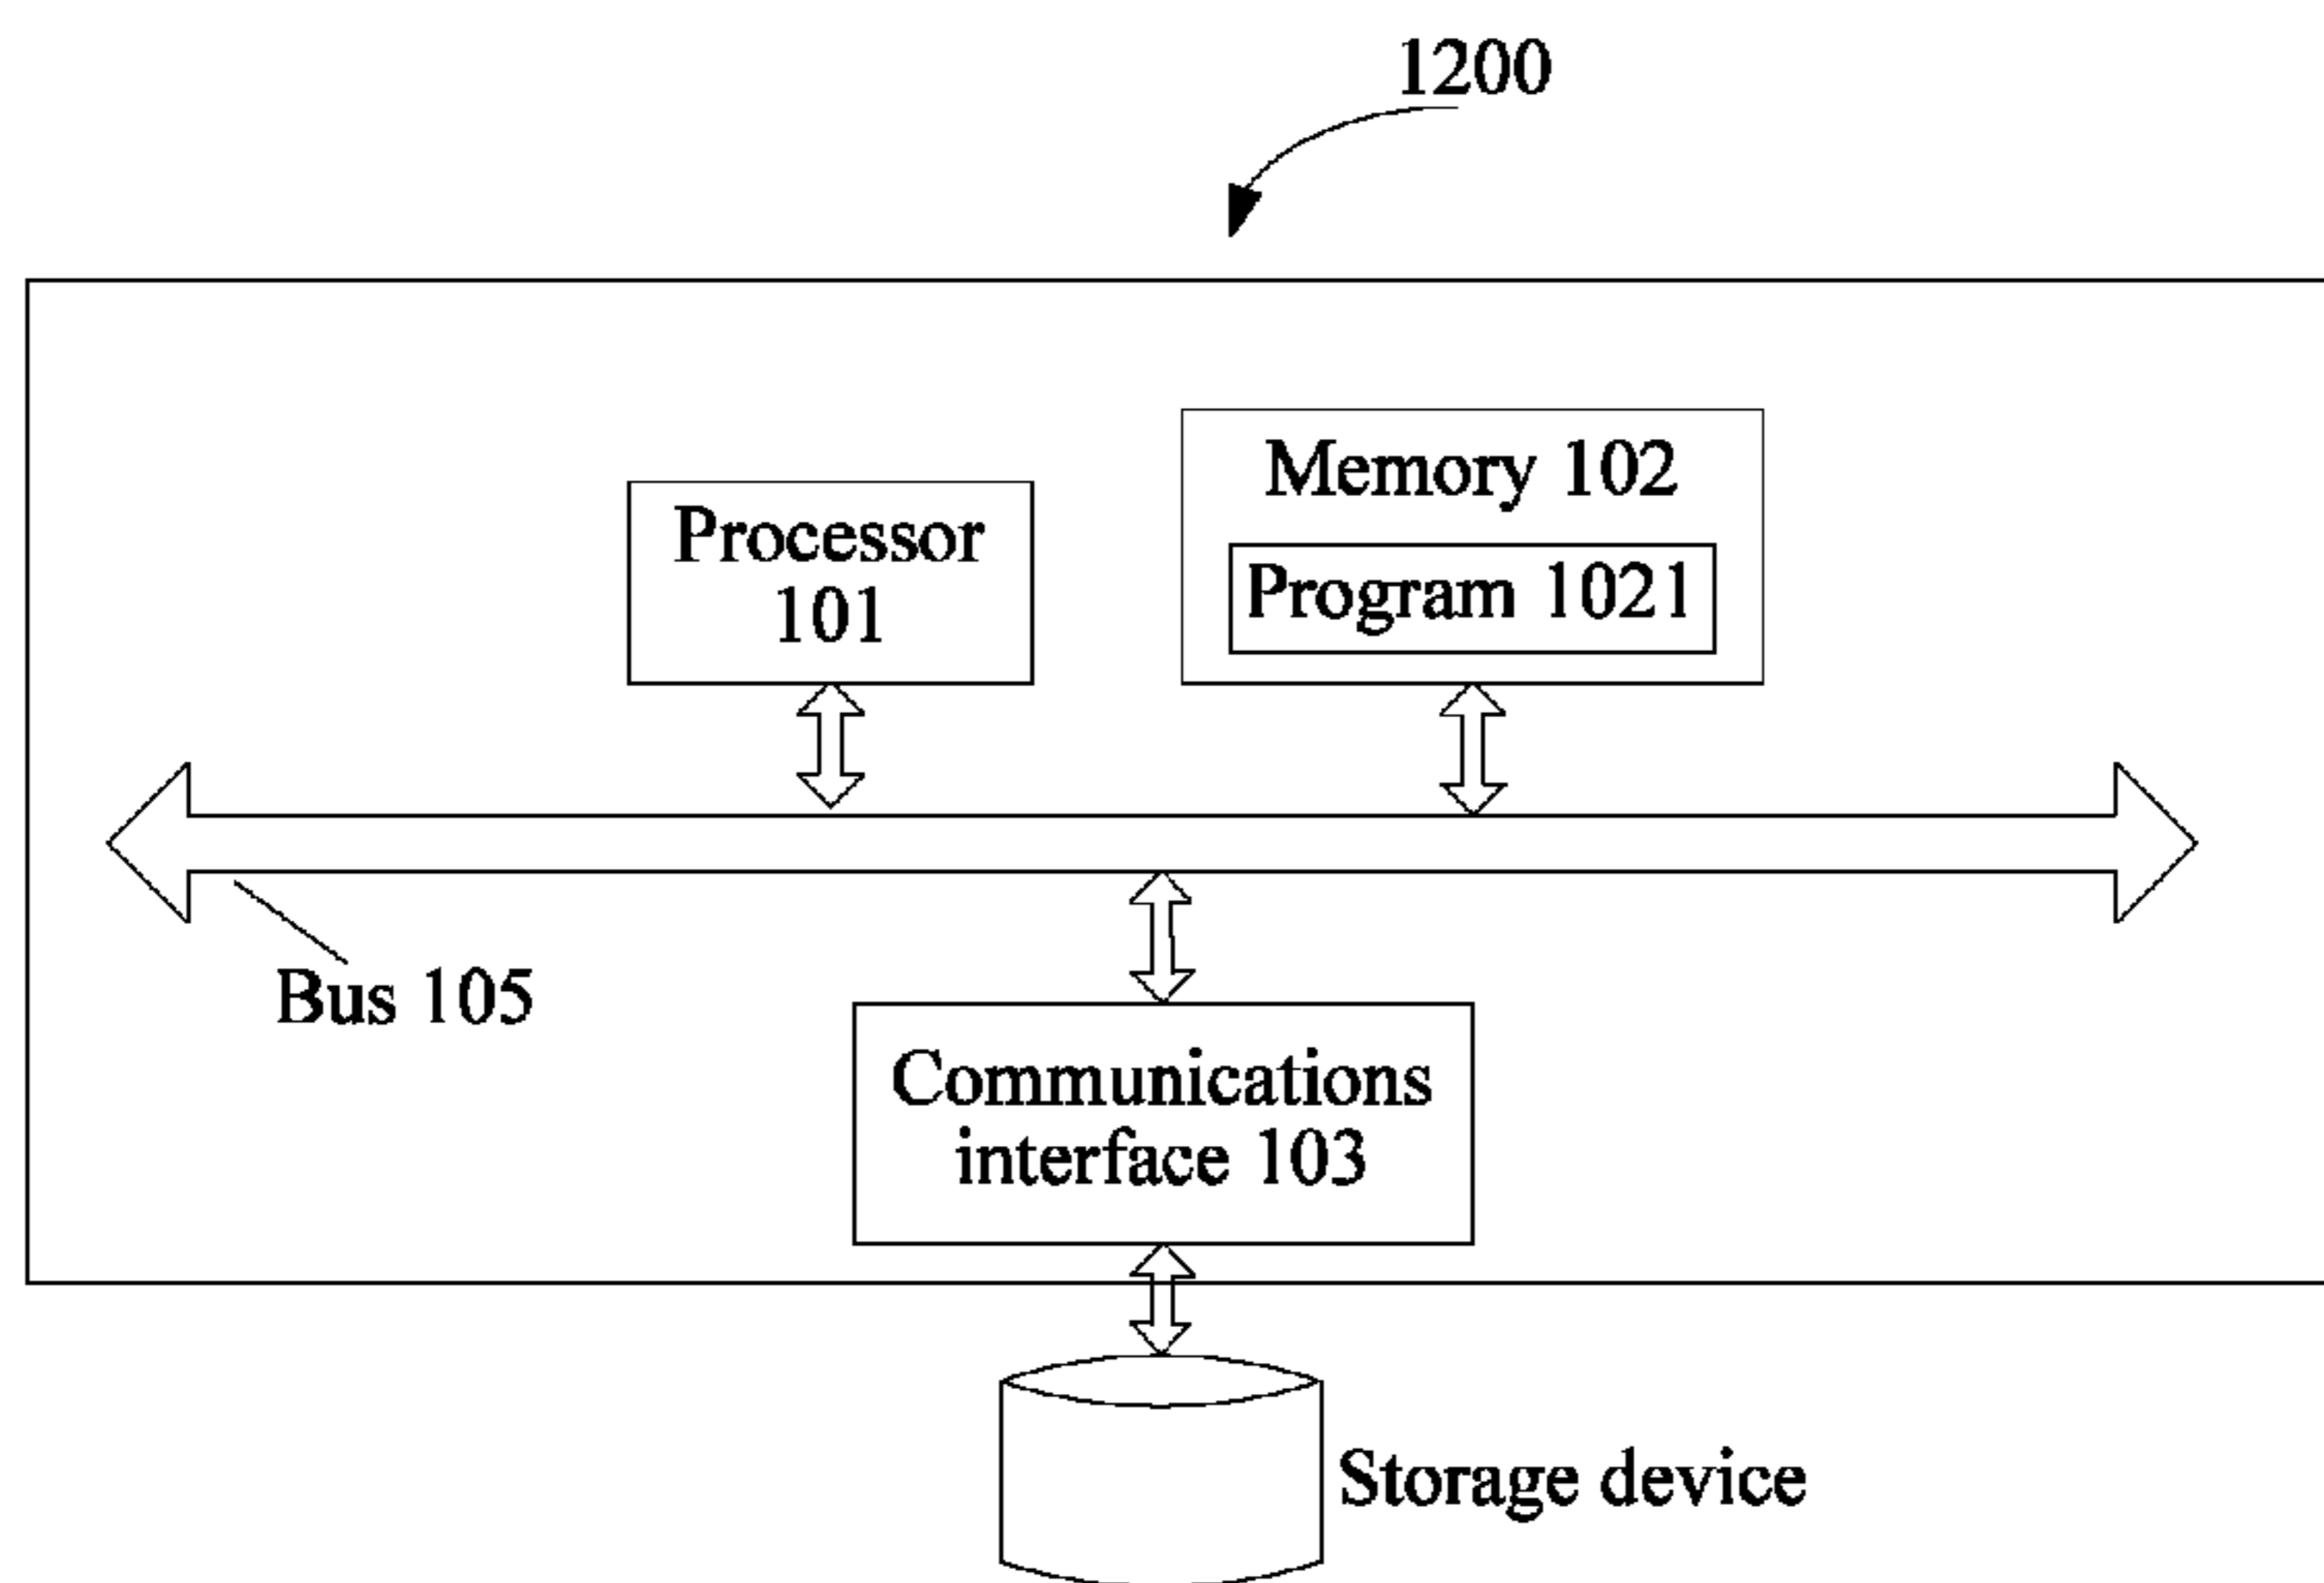 1200
Memory 102
Processor
101
Program 1021
Bus 105
Communications
interface 103
Storage device